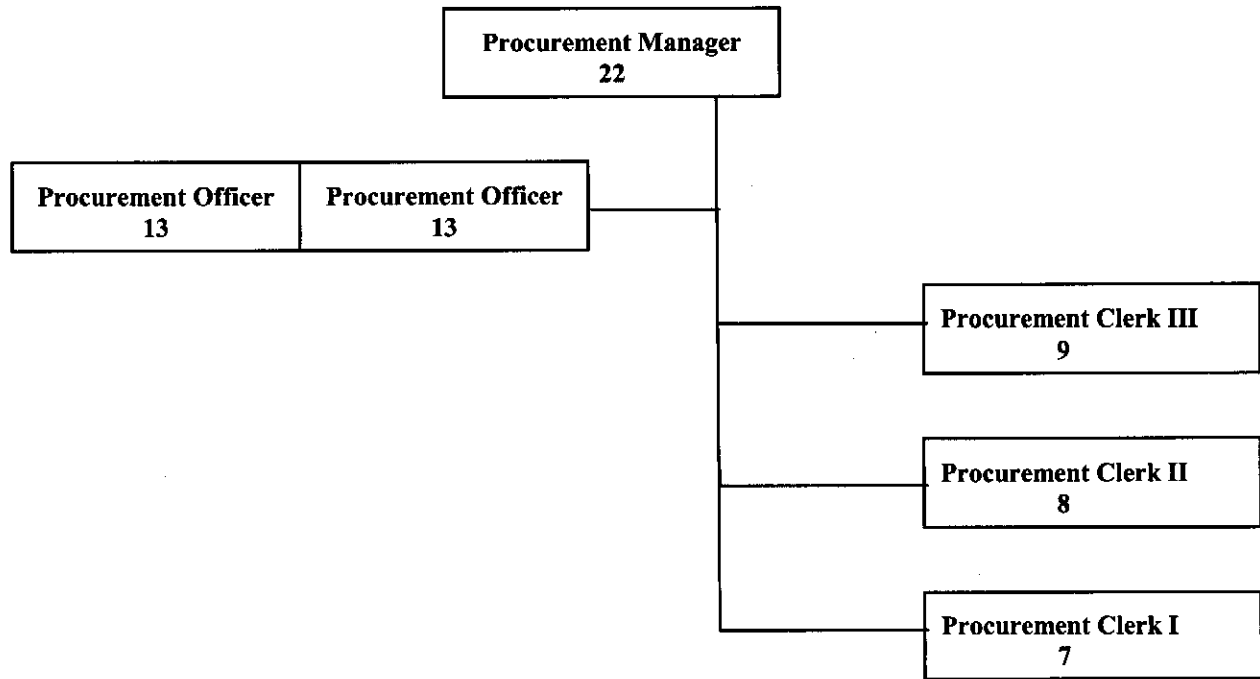 Procurement Manager
22
Procurement Officer
13
Procurement Officer
13
Procurement Clerk III
9
Procurement Clerk II
8
Procurement Clerk I
7